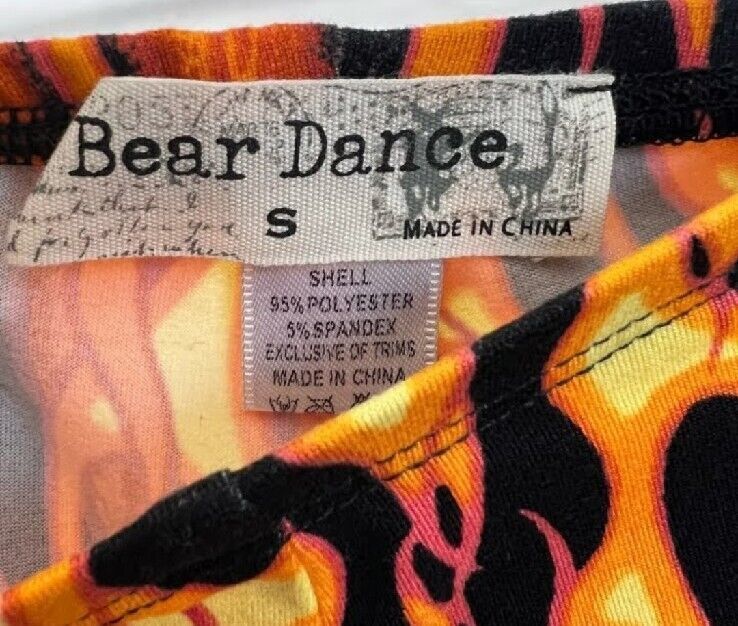 Bear Dance
S
MADE IN CHINA
SHELL
95% POLYESTER
5% SPANDEX
EXCLUSIVE OF TRIMS
MADE IN CHINA